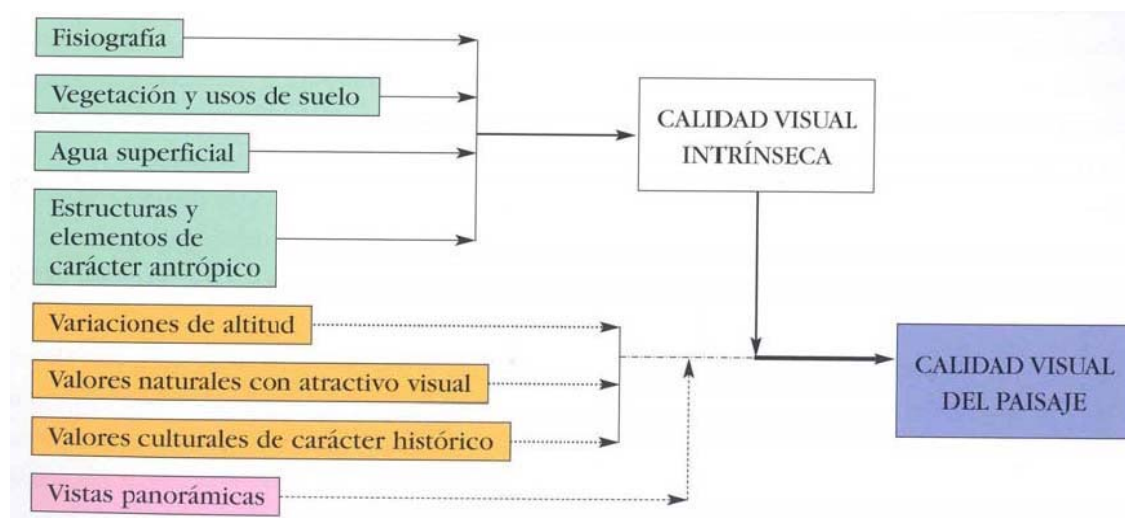 Fisiografía
Vegetación y usos de suelo
Agua superficial
Estructuras y
elementos de
carácter antrópico
CALIDAD VISUAL
INTRÍNSECA
Variaciones de altitud
Valores naturales con atractivo visual
Valores culturales de carácter histórico
Vistas panorámicas
CALIDAD VISUAL
DEL PAISAJE